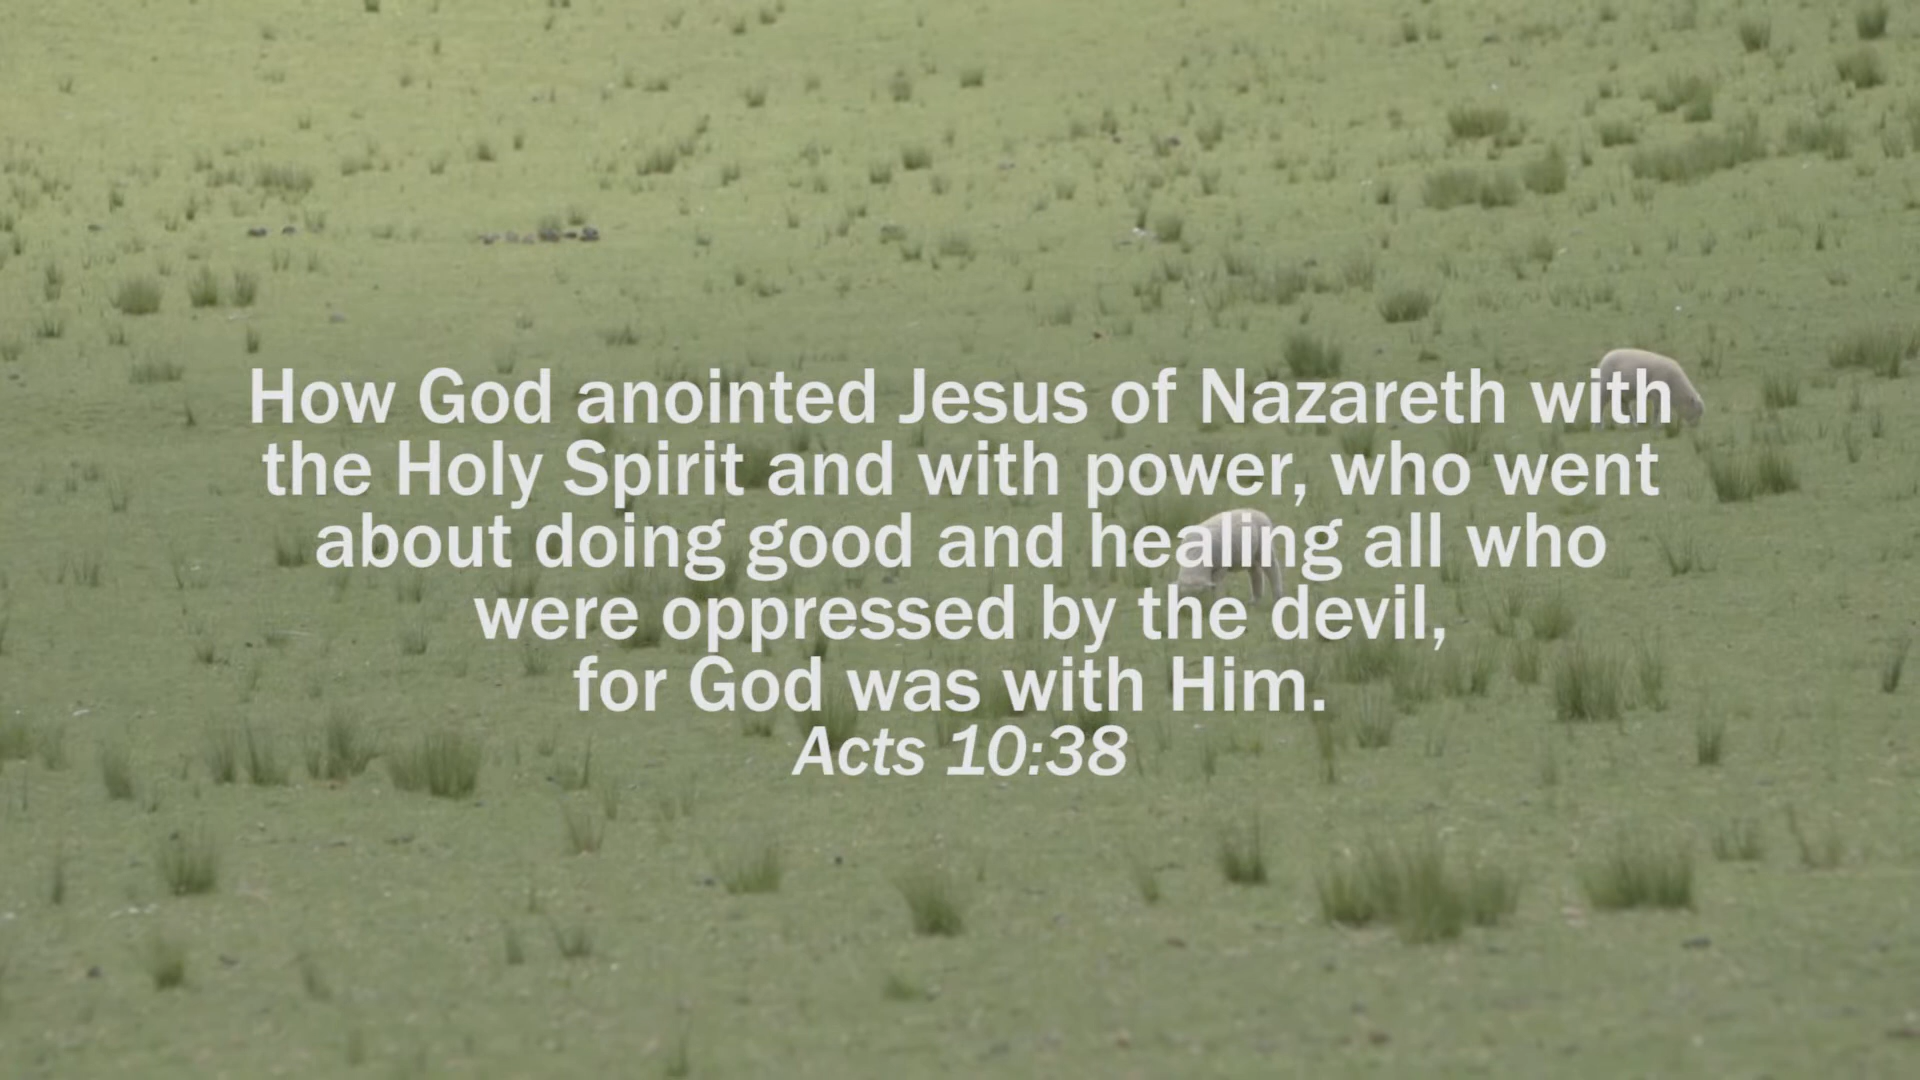 How God anointed Jesus of Nazareth with
the Holy Spirit and with power, who went
about doing good and healing all who
were oppressed by the devil,
for God was with Him.
Acts 10:38